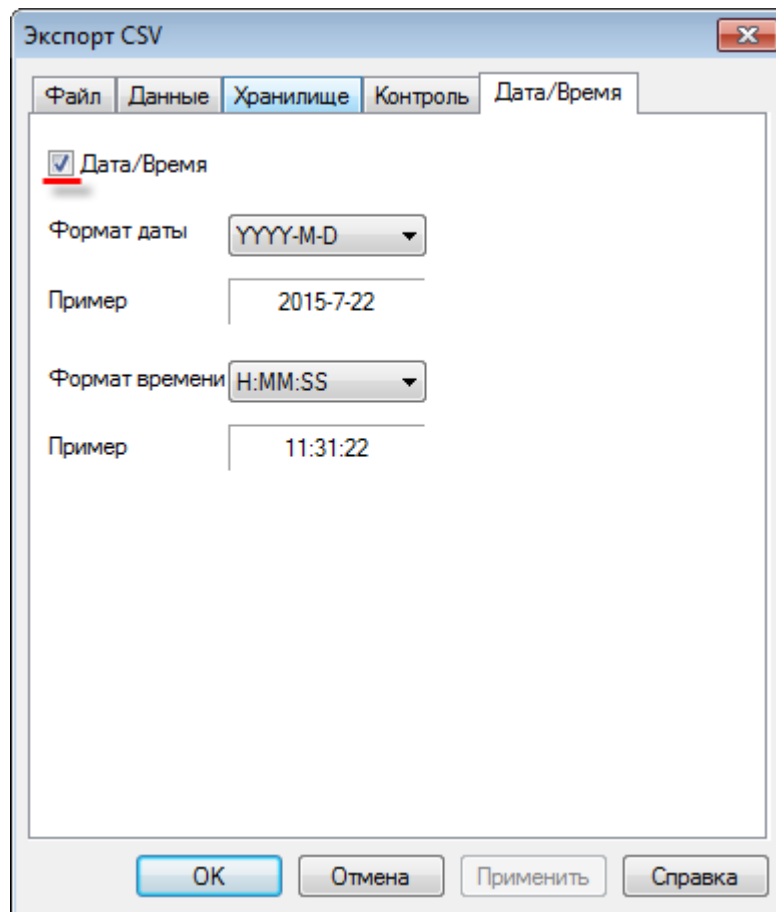 Экспорт CSV
Файл Данные Хранилище Контроль Дата/Время
Дата/Время
Формат даты YYYY-M-D
Пример 2015-7-22
Формат времени H:MM:SS
Пример 11:31:22
OK Отмена Применить Справка